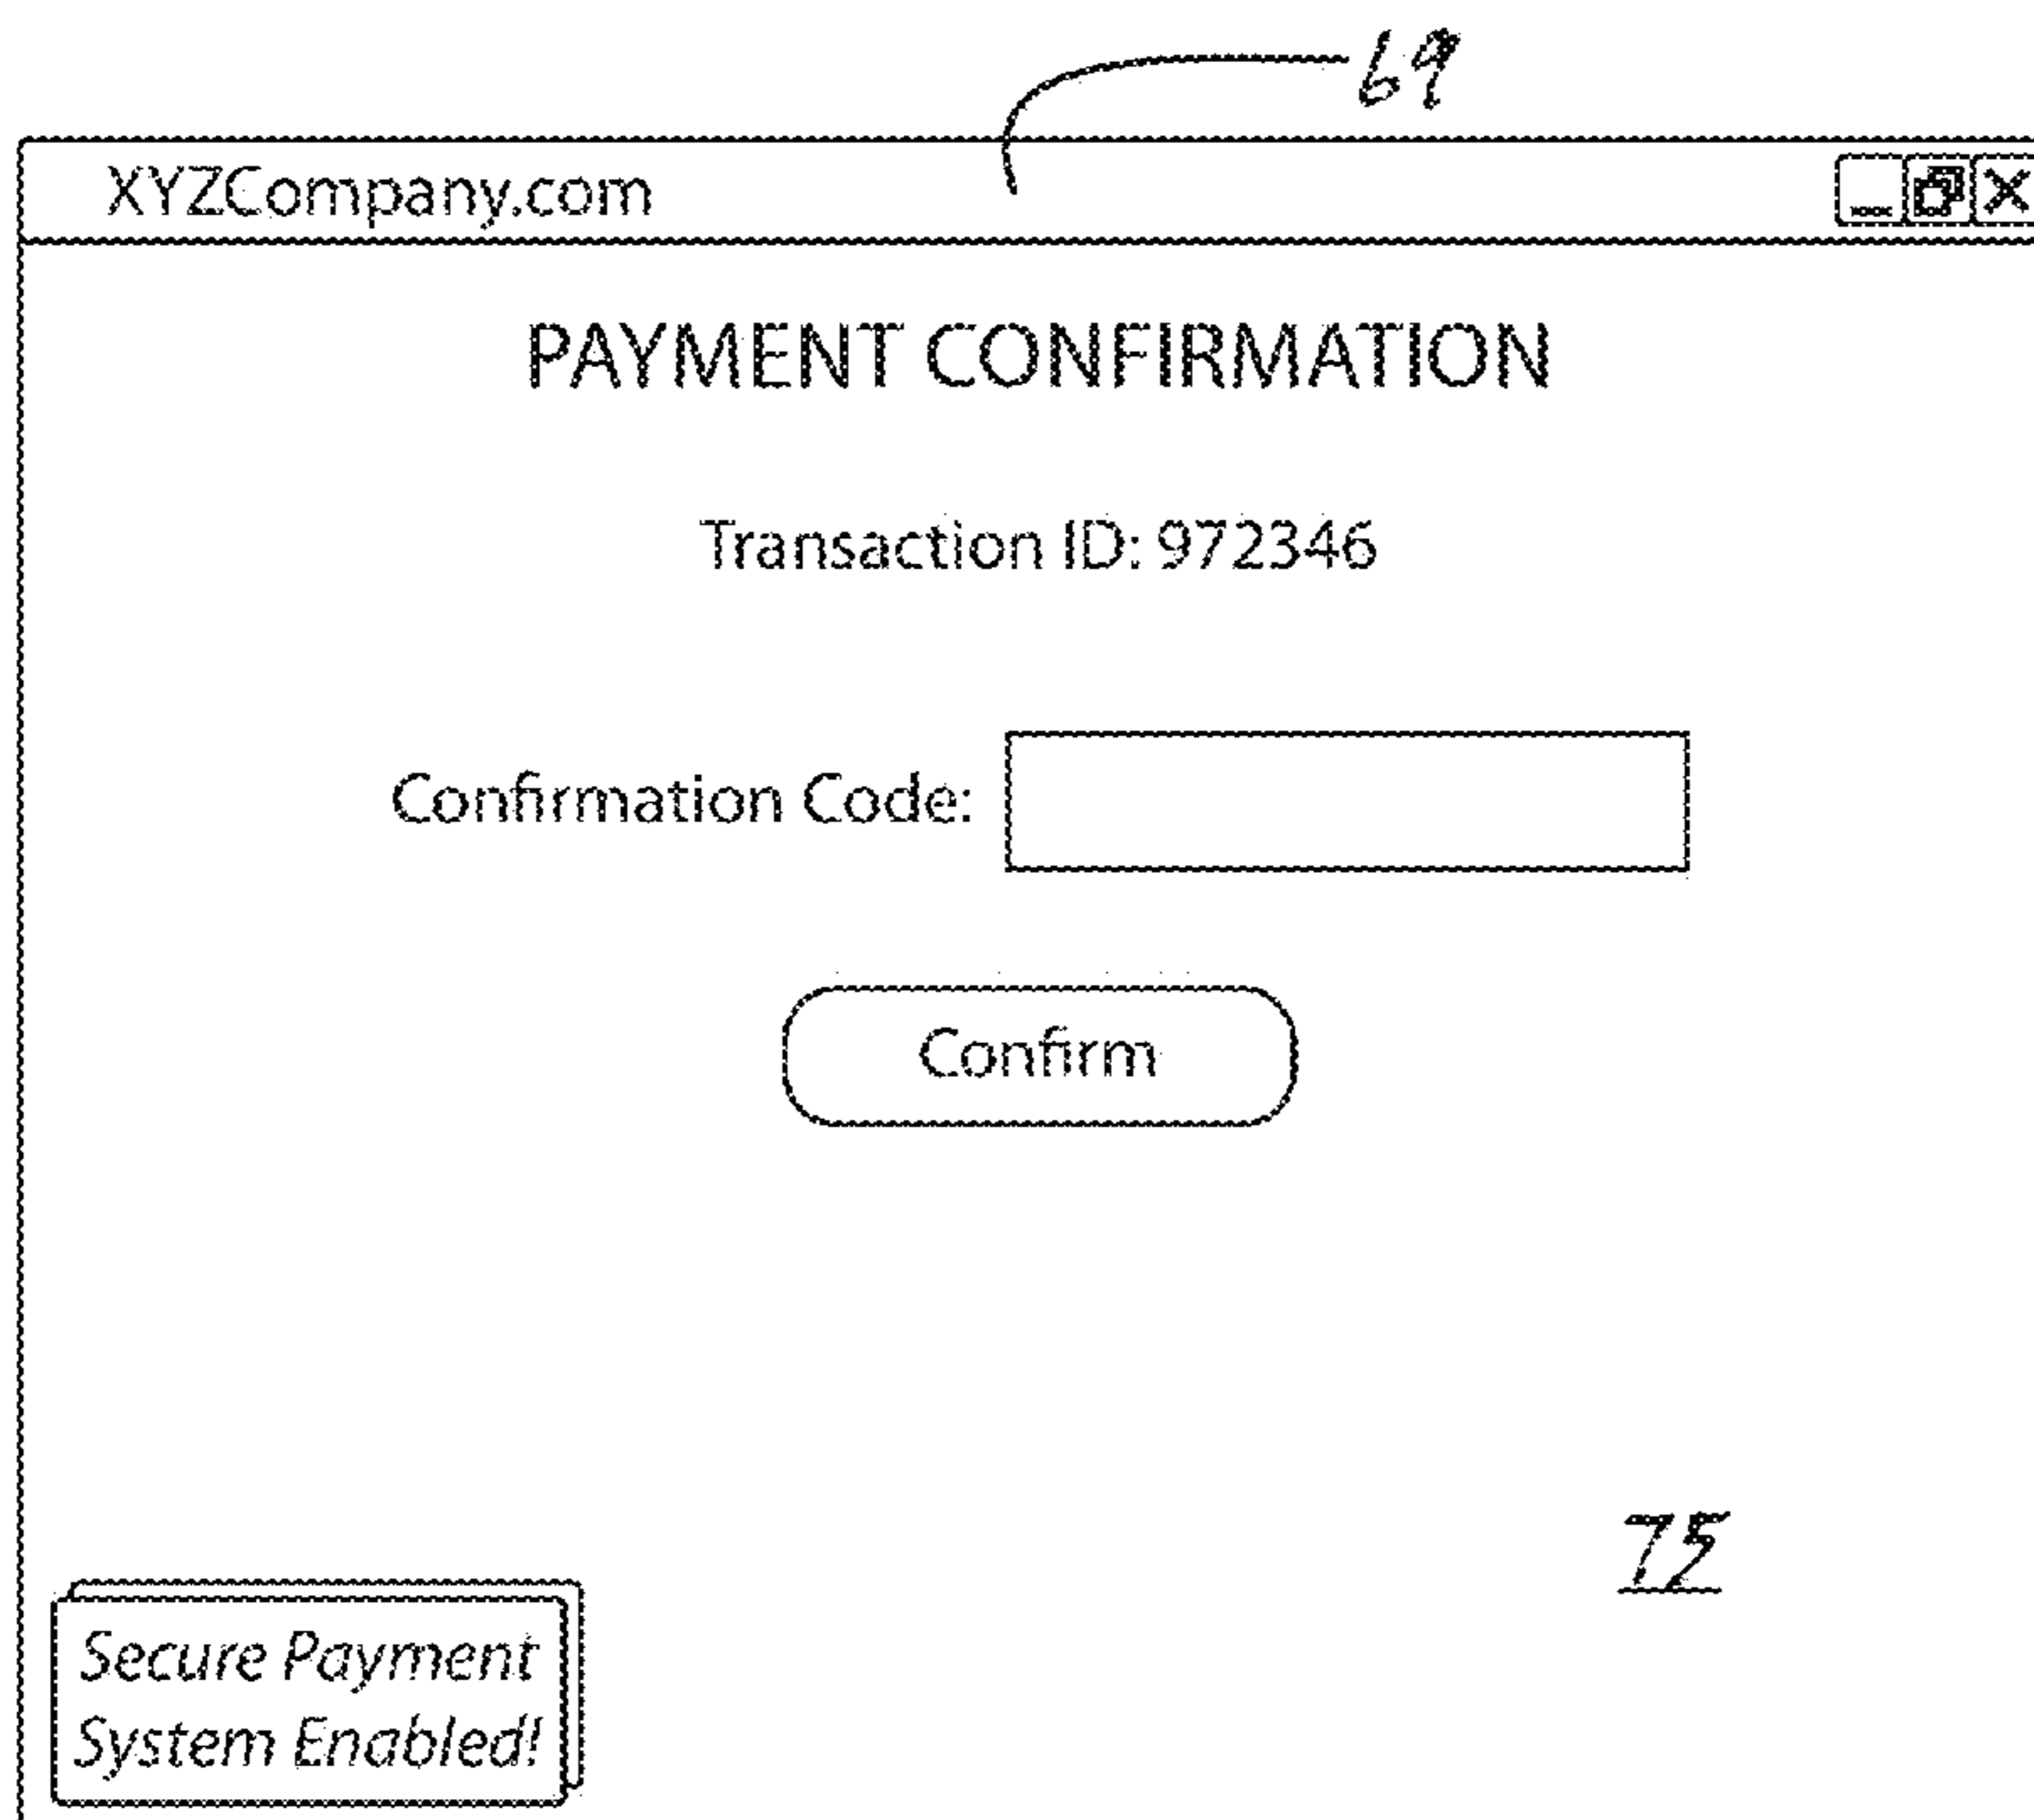 69
XYZCompany.com
PAYMENT CONFIRMATION
Transaction ID: 972346
Confirmation Code:
Confirm
75
Secure Payment
System Enabled!